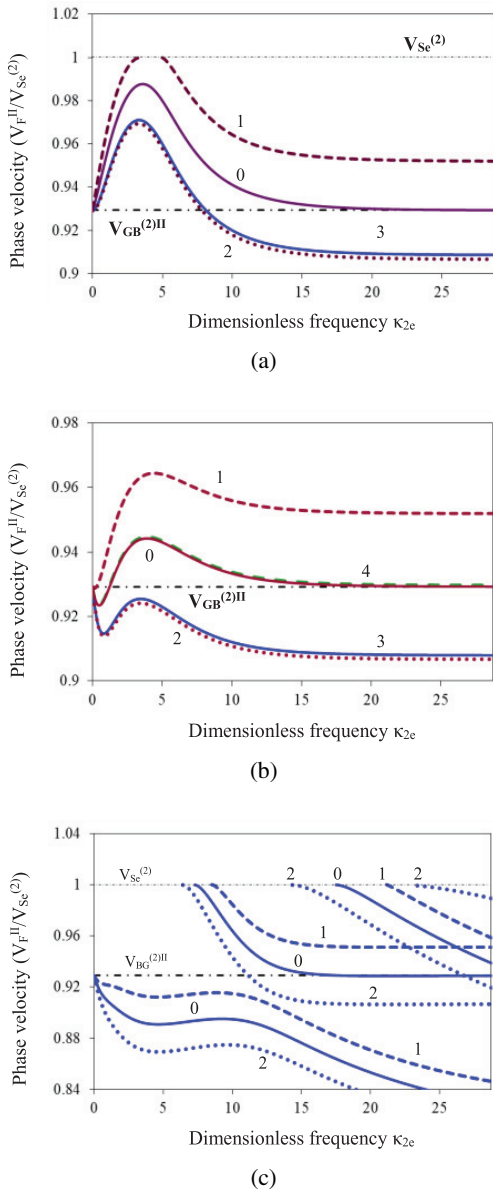 1.02
1
0.98
0.96
0.94
0.92
0.9
Phase velocity (V_F^II/V_Se^(2))
V_Se^(2)
1
0
V_GB^(2)II
3
2
0 5 10 15 20 25
Dimensionless frequency κ_2e
(a)
0.98
0.96
0.94
0.92
0.9
Phase velocity (V_F^II/V_Se^(2))
1
0
4
V_GB^(2)II
2
3
0 5 10 15 20 25
Dimensionless frequency κ_2e
(b)
1.04
1
0.96
0.92
0.88
0.84
Phase velocity (V_F^II/V_Se^(2))
V_Se^(2)
2 0 1 2
1
V_BG^(2)II
0
2
0
1
2
0 5 10 15 20 25
Dimensionless frequency κ_2e
(c)